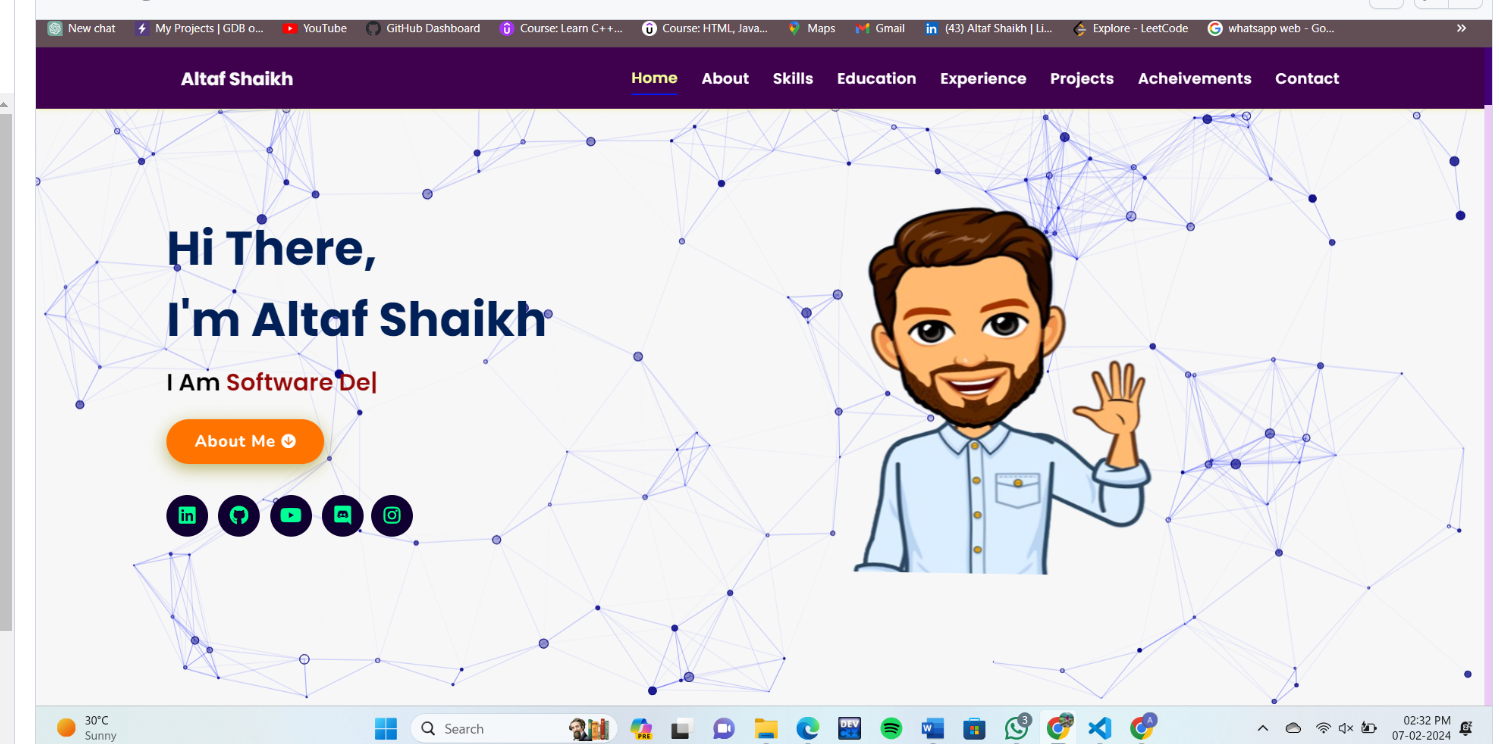 New chat
My Projects | GDB o...
YouTube
GitHub Dashboard
Course: Learn C++...
Course: HTML, Java...
Maps
Gmail
(43) Altaf Shaikh | Li...
Explore - LeetCode
whatsapp web - Go...
»
Altaf Shaikh
Home
About
Skills
Education
Experience
Projects
Acheivements
Contact
Hi There,
I'm Altaf Shaikh
I Am Software De|
About Me
30°C
Sunny
Search
PRE
DEV
C++
W
3
A
02:32 PM
07-02-2024